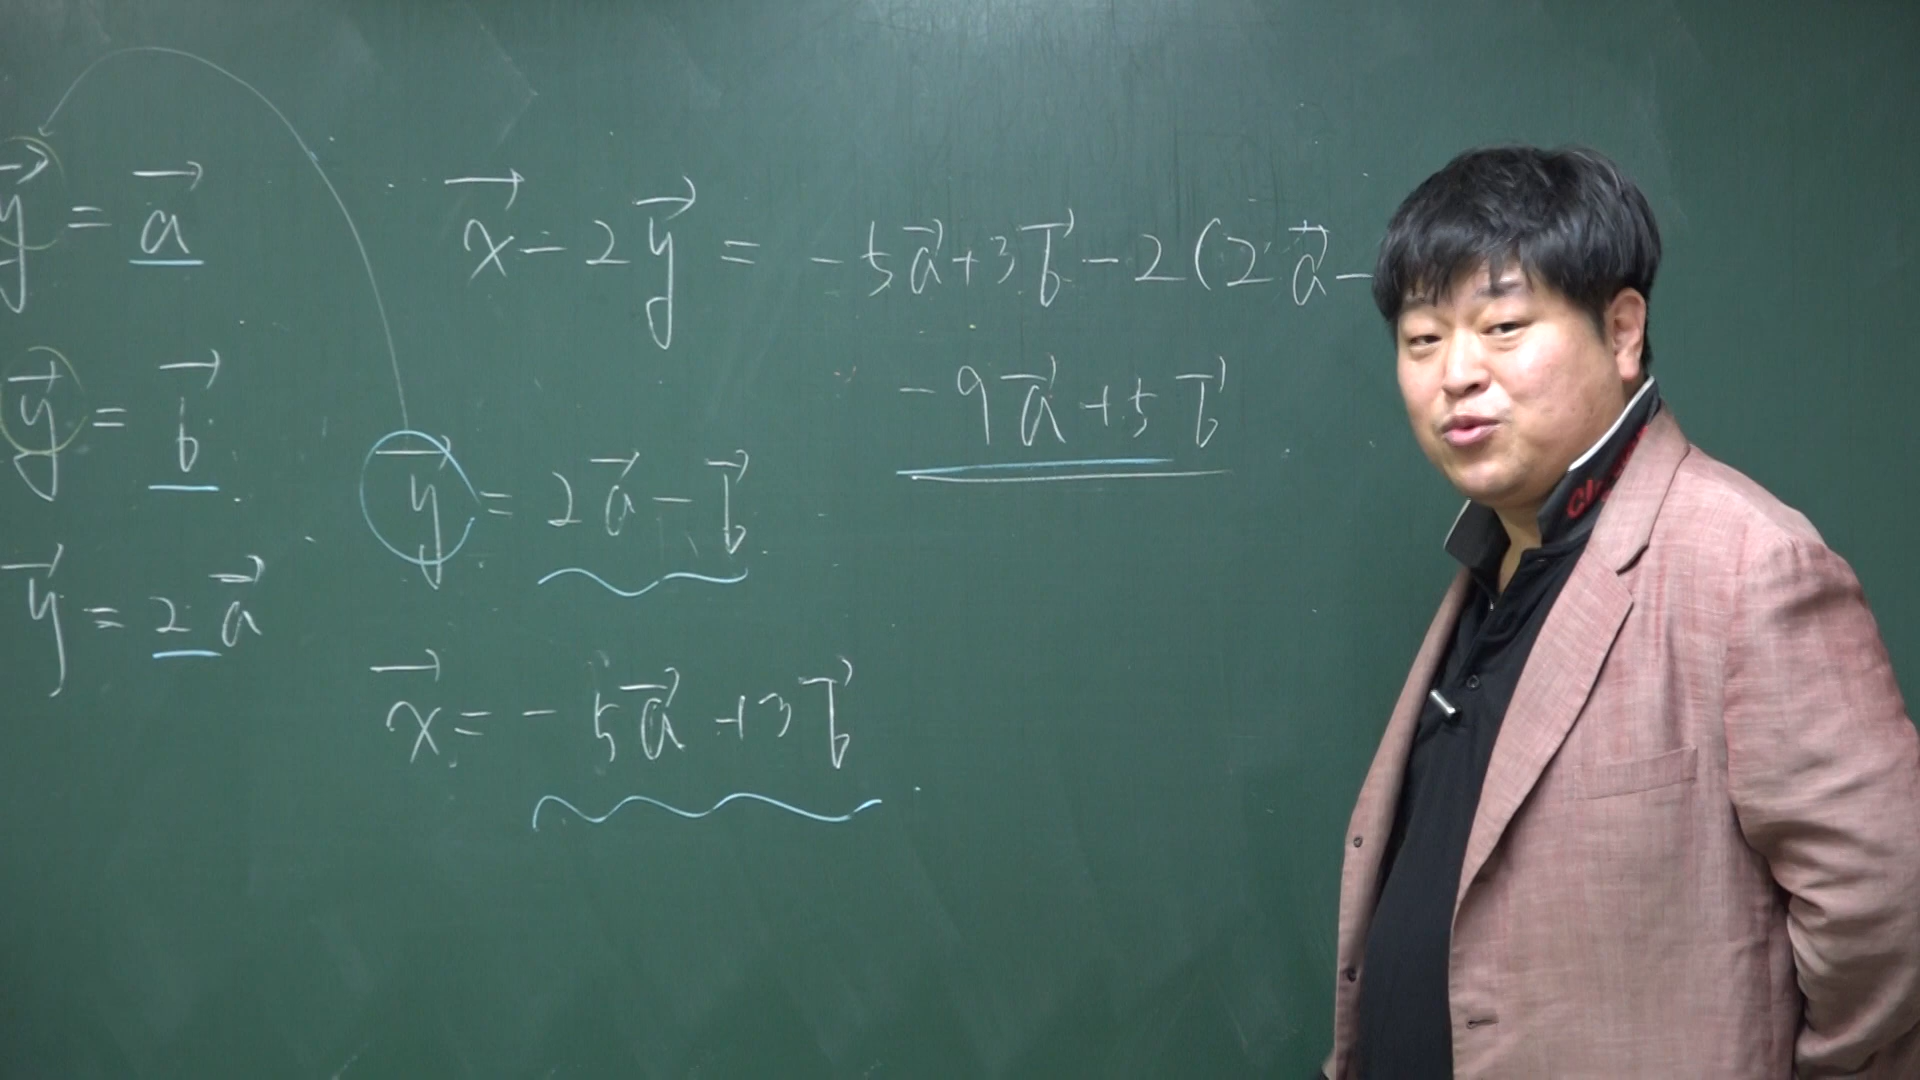 y⃗ = a⃗
y⃗ = b⃗
y⃗ = 2a⃗
x⃗ - 2y⃗ = -5a⃗ + 3b⃗ - 2(2a⃗ -
-9a⃗ + 5b⃗
y⃗ = 2a⃗ - b⃗
x⃗ = -5a⃗ + 3b⃗